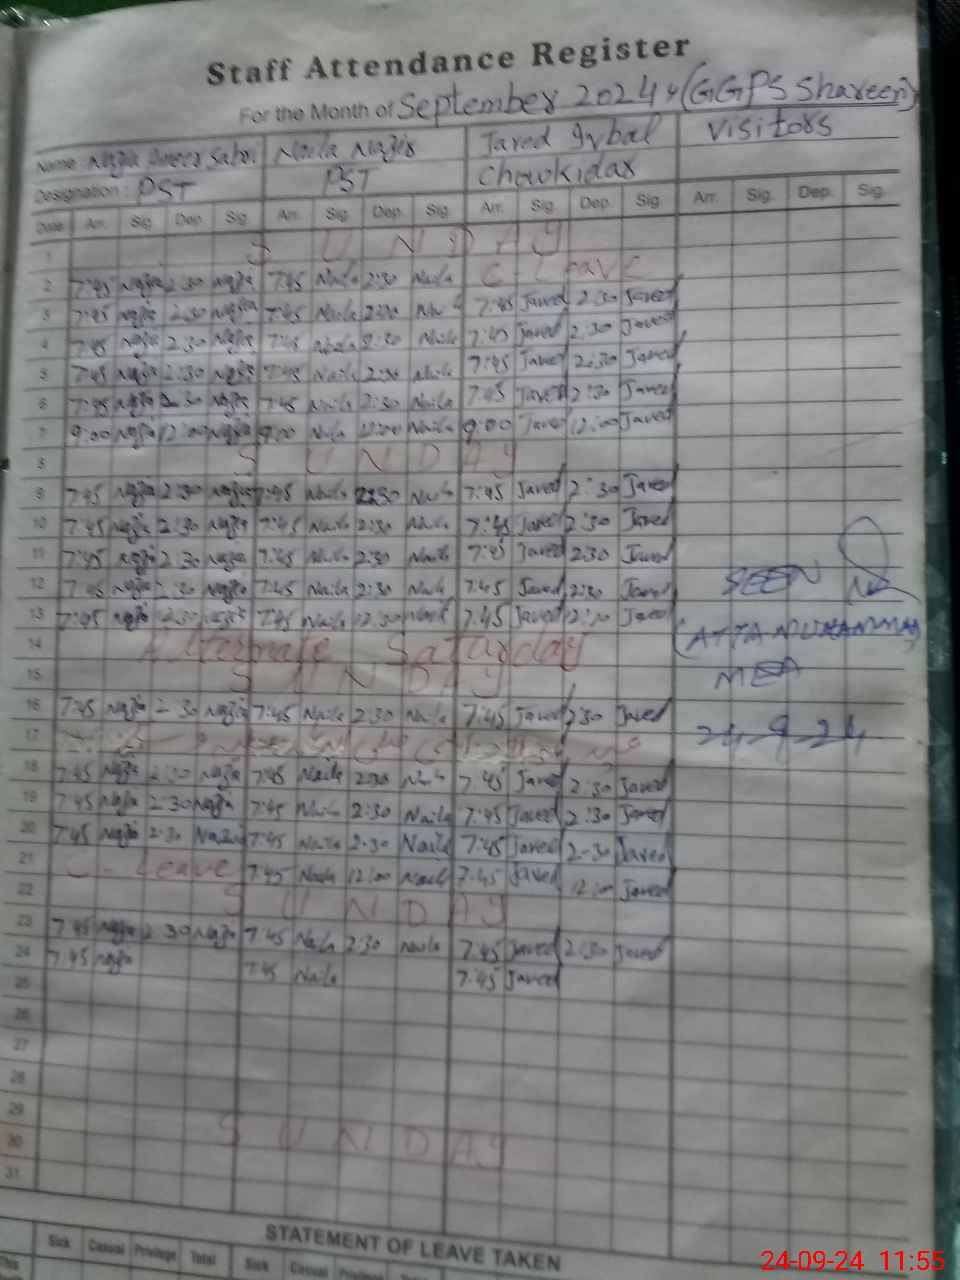 Staff Attendance Register
For the Month of September 2024 (GGPS Shareen)
Name: Najia Ameer Sabri Naila Nazir Javed Iqbal visitors
Designation: PST PST Chowkidar
Date Arr. Sig. Dep. Sig. Arr. Sig. Dep. Sig. Arr. Sig. Dep. Sig. Arr. Sig. Dep. Sig.
1 SUNDAY
2 7:45 Najia 2:30 Najia 7:45 Naila 2:30 Naila C-Leave
3 7:45 Najia 2:30 Najia 7:45 Naila 7:45 Javed 2:30 Javed
4 7:45 Najia 2:30 Najia 7:45 Naila 2:30 Naila 7:45 Javed 2:30 Javed
5 7:45 Najia 2:30 Najia 7:45 Naila 2:30 Naila 7:45 Javed 2:30 Javed
6 7:45 Najia 2:30 Najia 7:45 Naila 2:30 Naila 7:45 Javed 2:30 Javed
7 9:00 Najia 12:00 Najia 9:00 Naila 12:00 Naila 9:00 Javed 12:00 Javed
8 SUNDAY
9 7:45 Najia 2:30 Najia 7:45 Naila 2:30 Naila 7:45 Javed 2:30 Javed
10 7:45 Najia 2:30 Najia 7:45 Naila 2:30 Naila 7:45 Javed 2:30 Javed
11 7:45 Najia 2:30 Najia 7:45 Naila 2:30 Naila 7:45 Javed 2:30 Javed
12 7:45 Najia 2:30 Najia 7:45 Naila 2:30 Naila 7:45 Javed 2:30 Javed SEEN
13 7:45 Najia 7:45 Naila 12:30 Naila 7:45 Javed Javed (ATTA MUHAMMAD)
14 Alternate Saturday
15 SUNDAY MEA
16 7:45 Najia 2:30 Najia 7:45 Naila 2:30 Naila 7:45 Javed 2:30 Javed
17 24-9-24
18 7:45 Najia 2:30 Najia 7:45 Naila 2:30 Naila 7:45 Javed 2:30 Javed
19 7:45 Najia 2:30 Najia 7:45 Naila 2:30 Naila 7:45 Javed 2:30 Javed
20 7:45 Najia 2:30 Najia 7:45 Naila 2-30 Naila 7:45 Javed 2-30 Javed
21 C-Leave 7:45 Naila 12:00 Naila 7:45 Javed 12:00 Javed
22 SUNDAY
23 7:45 Najia 2:30 Najia 7:45 Naila 2:30 Naila 7:45 Javed 2:30 Javed
24 7:45 Najia 7:45 Naila 7:45 Javed
25
26
27
28
29 SUNDAY
30
31
STATEMENT OF LEAVE TAKEN
Sick Casual Privilege Total Sick Casual Privilege
This
24-09-24 11:55